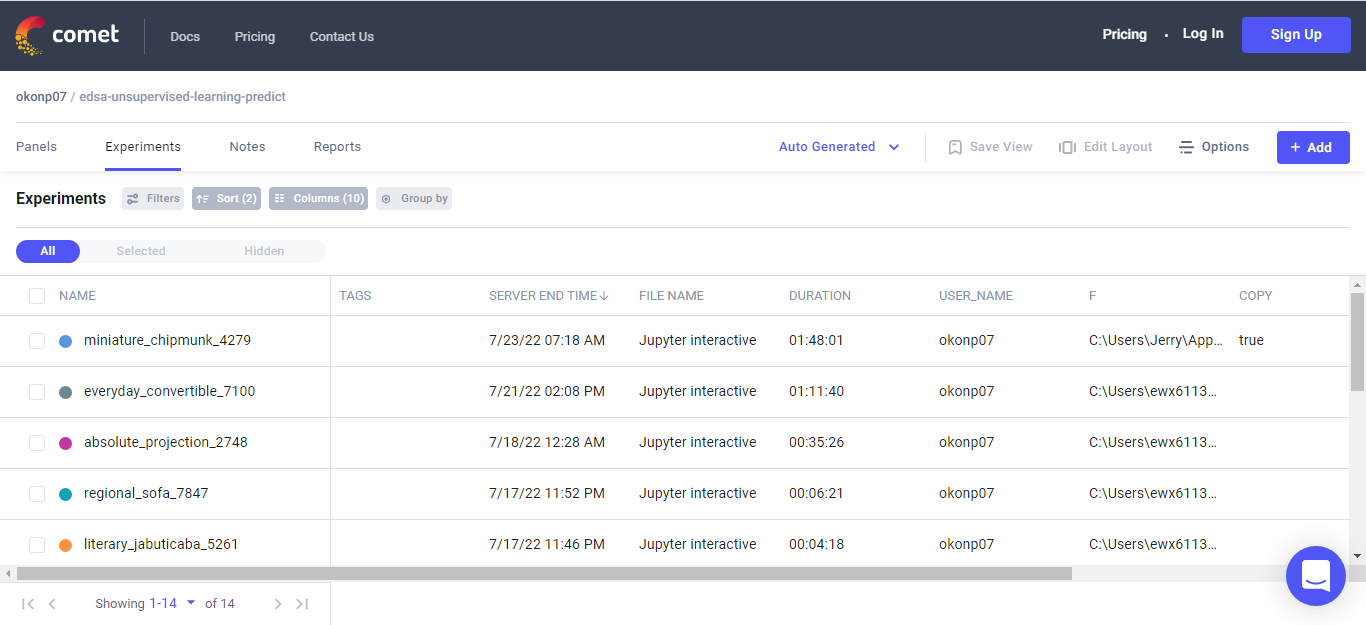 comet Docs Pricing Contact Us Pricing • Log In Sign Up
okonp07 / edsa-unsupervised-learning-predict
Panels Experiments Notes Reports Auto Generated Save View Edit Layout Options + Add
Experiments Filters Sort (2) Columns (10) Group by
All Selected Hidden
NAME TAGS SERVER END TIME FILE NAME DURATION USER_NAME F COPY
miniature_chipmunk_4279 7/23/22 07:18 AM Jupyter interactive 01:48:01 okonp07 C:\Users\Jerry\App... true
everyday_convertible_7100 7/21/22 02:08 PM Jupyter interactive 01:11:40 okonp07 C:\Users\ewx6113...
absolute_projection_2748 7/18/22 12:28 AM Jupyter interactive 00:35:26 okonp07 C:\Users\ewx6113...
regional_sofa_7847 7/17/22 11:52 PM Jupyter interactive 00:06:21 okonp07 C:\Users\ewx6113...
literary_jabuticaba_5261 7/17/22 11:46 PM Jupyter interactive 00:04:18 okonp07 C:\Users\ewx6113...
Showing 1-14 of 14